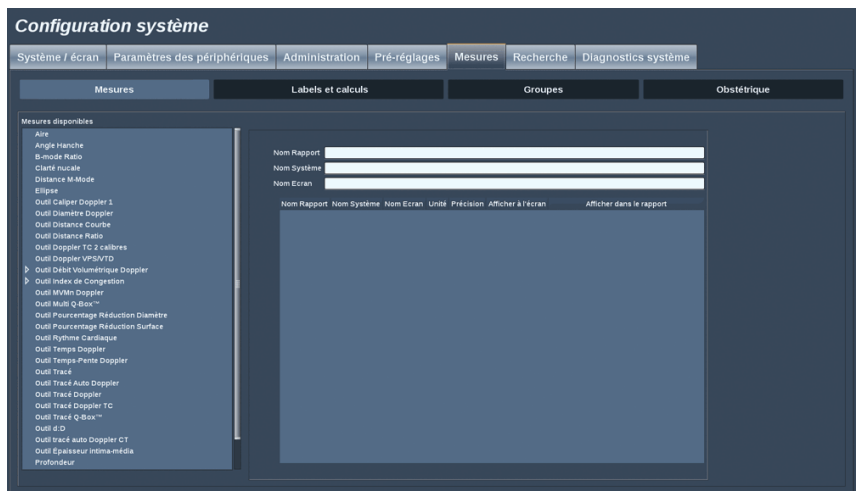 Configuration système
Système / écran Paramètres des périphériques Administration Pré-réglages Mesures Recherche Diagnostics système
Mesures Labels et calculs Groupes Obstétrique
Mesures disponibles
Aire
Angle Hanche
B-mode Ratio
Clarté nucale
Distance M-Mode
Ellipse
Outil Caliper Doppler 1
Outil Diamètre Doppler
Outil Distance Courbe
Outil Distance Ratio
Outil Doppler TC 2 calibres
Outil Doppler VPS/VTD
Outil Débit Volumétrique Doppler
Outil Index de Congestion
Outil MVMn Doppler
Outil Multi Q-Box™
Outil Pourcentage Réduction Diamètre
Outil Pourcentage Réduction Surface
Outil Rythme Cardiaque
Outil Temps Doppler
Outil Temps-Pente Doppler
Outil Tracé
Outil Tracé Auto Doppler
Outil Tracé Doppler
Outil Tracé Doppler TC
Outil Tracé Q-Box™
Outil d:D
Outil tracé auto Doppler CT
Outil Épaisseur intima-média
Profondeur
Nom Rapport
Nom Système
Nom Ecran
Nom Rapport Nom Système Nom Ecran Unité Précision Afficher à l'écran Afficher dans le rapport